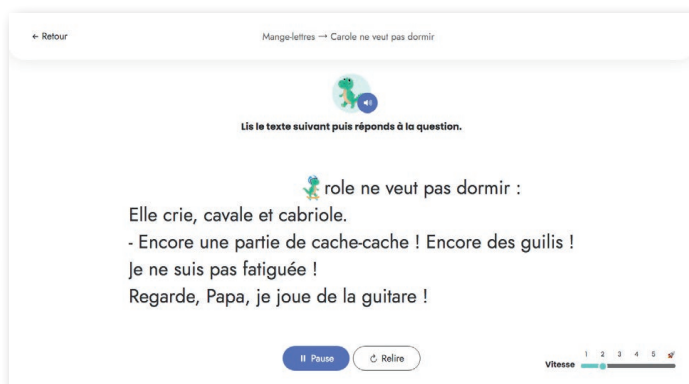 ← Retour
Mange-lettres → Carole ne veut pas dormir
Lis le texte suivant puis réponds à la question.
role ne veut pas dormir :
Elle crie, cavale et cabriole.
- Encore une partie de cache-cache ! Encore des guilis !
Je ne suis pas fatiguée !
Regarde, Papa, je joue de la guitare !
Pause
Relire
Vitesse 1 2 3 4 5